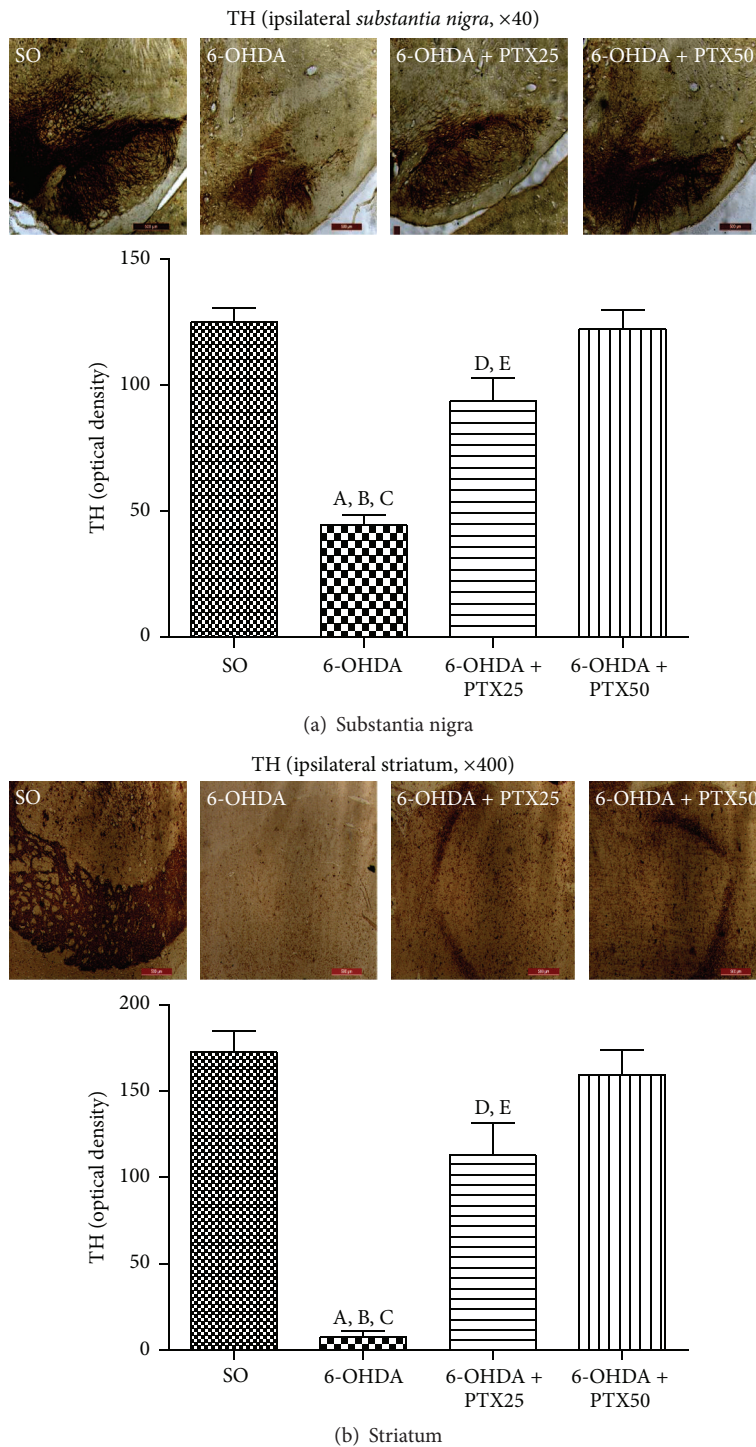 TH (ipsilateral substantia nigra, ×40)
SO
6-OHDA
6-OHDA + PTX25
6-OHDA + PTX50
150
100
50
0
TH (optical density)
A, B, C
D, E
SO
6-OHDA
6-OHDA +
PTX25
6-OHDA +
PTX50
(a) Substantia nigra
TH (ipsilateral striatum, ×400)
SO
6-OHDA
6-OHDA + PTX25
6-OHDA + PTX50
200
150
100
50
0
TH (optical density)
A, B, C
D, E
SO
6-OHDA
6-OHDA +
PTX25
6-OHDA +
PTX50
(b) Striatum